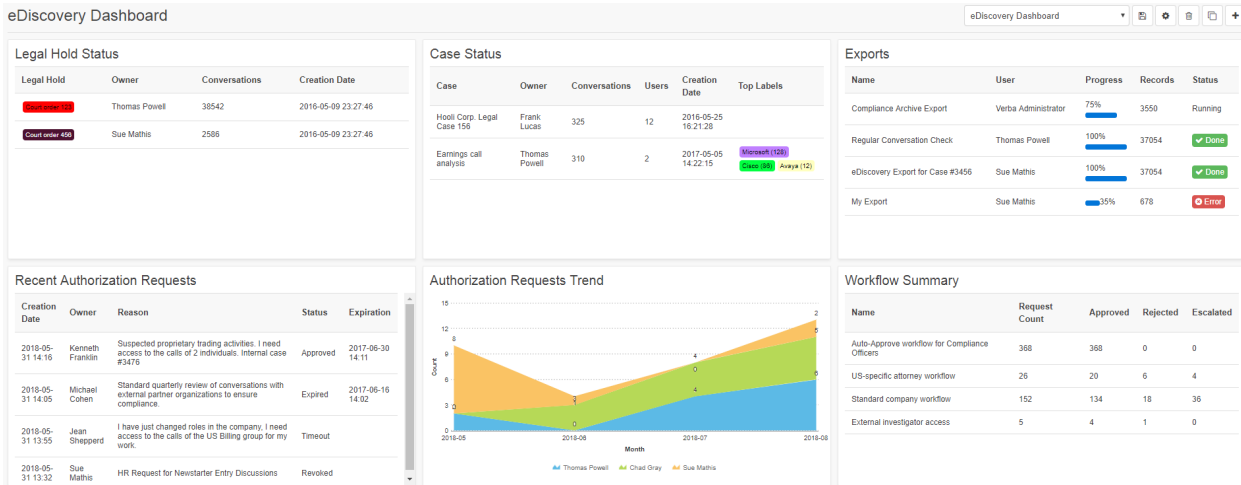 eDiscovery Dashboard
eDiscovery Dashboard
Legal Hold Status
Legal Hold Owner Conversations Creation Date
Court order 123 Thomas Powell 38542 2016-05-09 23:27:46
Court order 456 Sue Mathis 2586 2016-05-09 23:27:46
Case Status
Case Owner Conversations Users Creation Date Top Labels
Hooli Corp. Legal Case 156 Frank Lucas 325 12 2016-05-25 16:21:28
Earnings call analysis Thomas Powell 310 2 2017-05-05 14:22:15 Microsoft (128) Cisco (88) Avaya (12)
Exports
Name User Progress Records Status
Compliance Archive Export Verba Administrator 75% 3550 Running
Regular Conversation Check Thomas Powell 100% 37054 Done
eDiscovery Export for Case #3456 Sue Mathis 100% 37054 Done
My Export Sue Mathis 35% 678 Error
Recent Authorization Requests
Creation Date Owner Reason Status Expiration
2018-05-31 14:16 Kenneth Franklin Suspected proprietary trading activities. I need access to the calls of 2 individuals. Internal case #3476 Approved 2017-06-30 14:11
2018-05-31 14:05 Michael Cohen Standard quarterly review of conversations with external partner organizations to ensure compliance. Expired 2017-06-16 14:02
2018-05-31 13:55 Jean Shepperd I have just changed roles in the company, I need access to the calls of the US Billing group for my work. Timeout
2018-05-31 13:32 Sue Mathis HR Request for Newstarter Entry Discussions Revoked
Authorization Requests Trend
15
12
9
6
3
0
Count
8
0
0
4
0
4
2
5
6
2018-05 2018-06 2018-07 2018-08
Month
Thomas Powell Chad Gray Sue Mathis
Workflow Summary
Name Request Count Approved Rejected Escalated
Auto-Approve workflow for Compliance Officers 368 368 0 0
US-specific attorney workflow 26 20 6 4
Standard company workflow 152 134 18 36
External investigator access 5 4 1 0